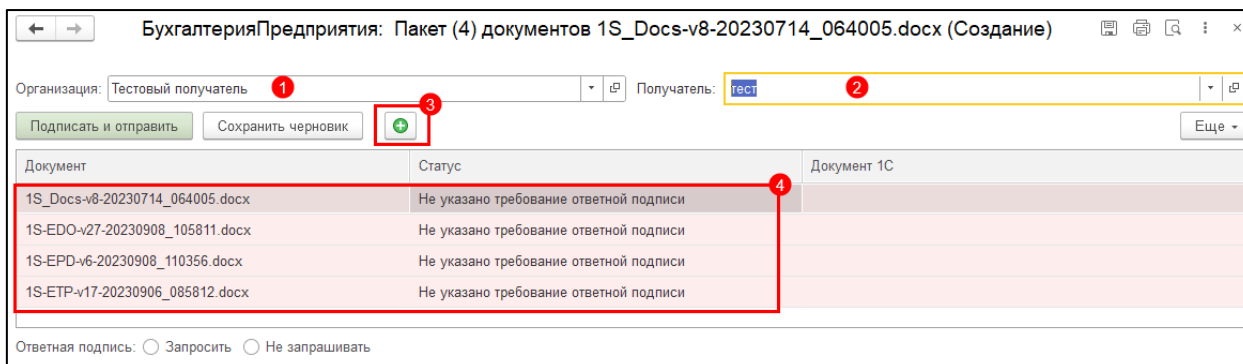 БухгалтерияПредприятия: Пакет (4) документов 1S_Docs-v8-20230714_064005.docx (Создание)
Организация: Тестовый получатель 1 Получатель: тест 2
3
Подписать и отправить Сохранить черновик Еще
Документ Статус Документ 1С
4
1S_Docs-v8-20230714_064005.docx Не указано требование ответной подписи
1S-EDO-v27-20230908_105811.docx Не указано требование ответной подписи
1S-EPD-v6-20230908_110356.docx Не указано требование ответной подписи
1S-ETP-v17-20230906_085812.docx Не указано требование ответной подписи
Ответная подпись: Запросить Не запрашивать